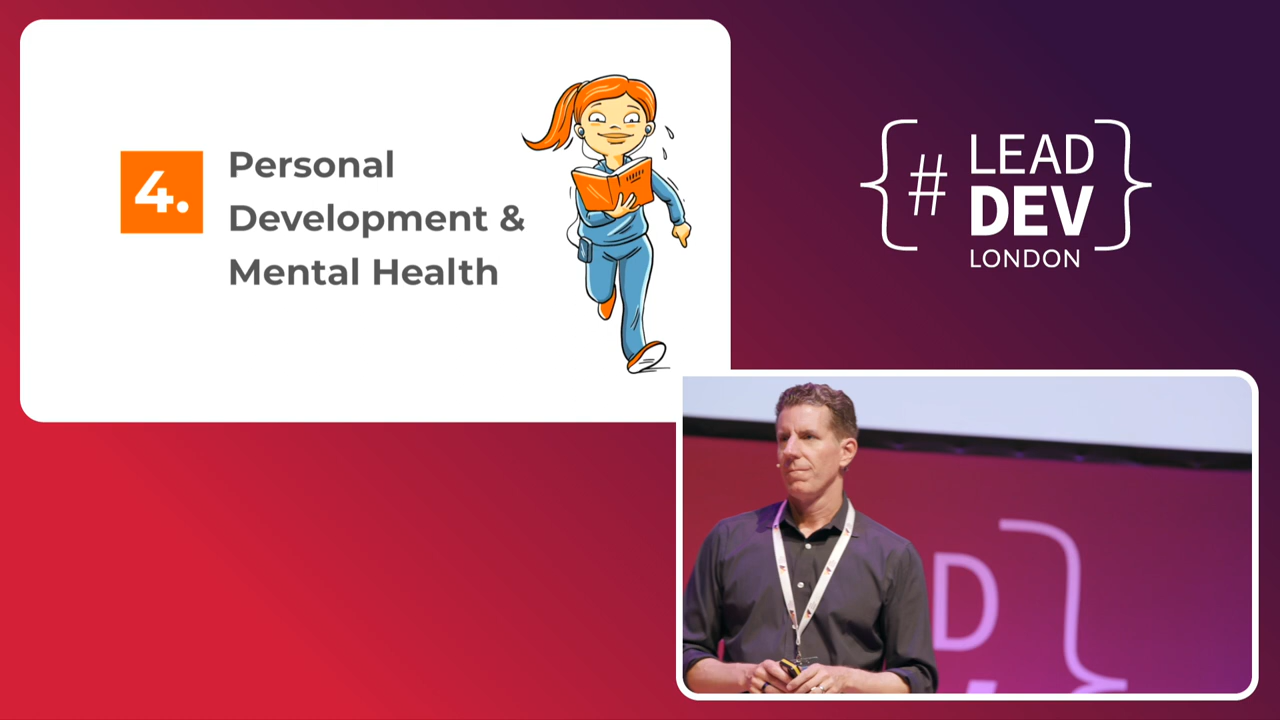 4.
Personal
Development &
Mental Health
{# LEAD
DEV
LONDON}
D